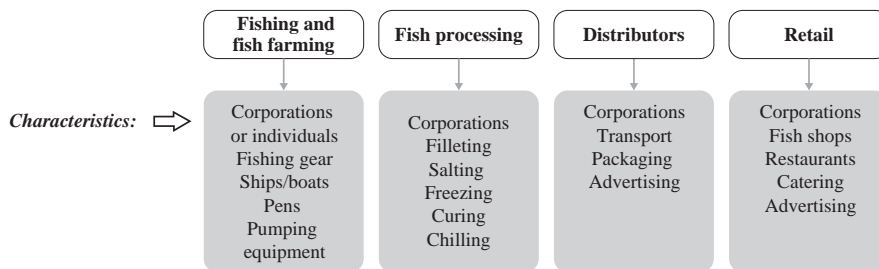 Fishing and
fish farming
Fish processing
Distributors
Retail
Characteristics:
Corporations
or individuals
Fishing gear
Ships/boats
Pens
Pumping
equipment
Corporations
Filleting
Salting
Freezing
Curing
Chilling
Corporations
Transport
Packaging
Advertising
Corporations
Fish shops
Restaurants
Catering
Advertising